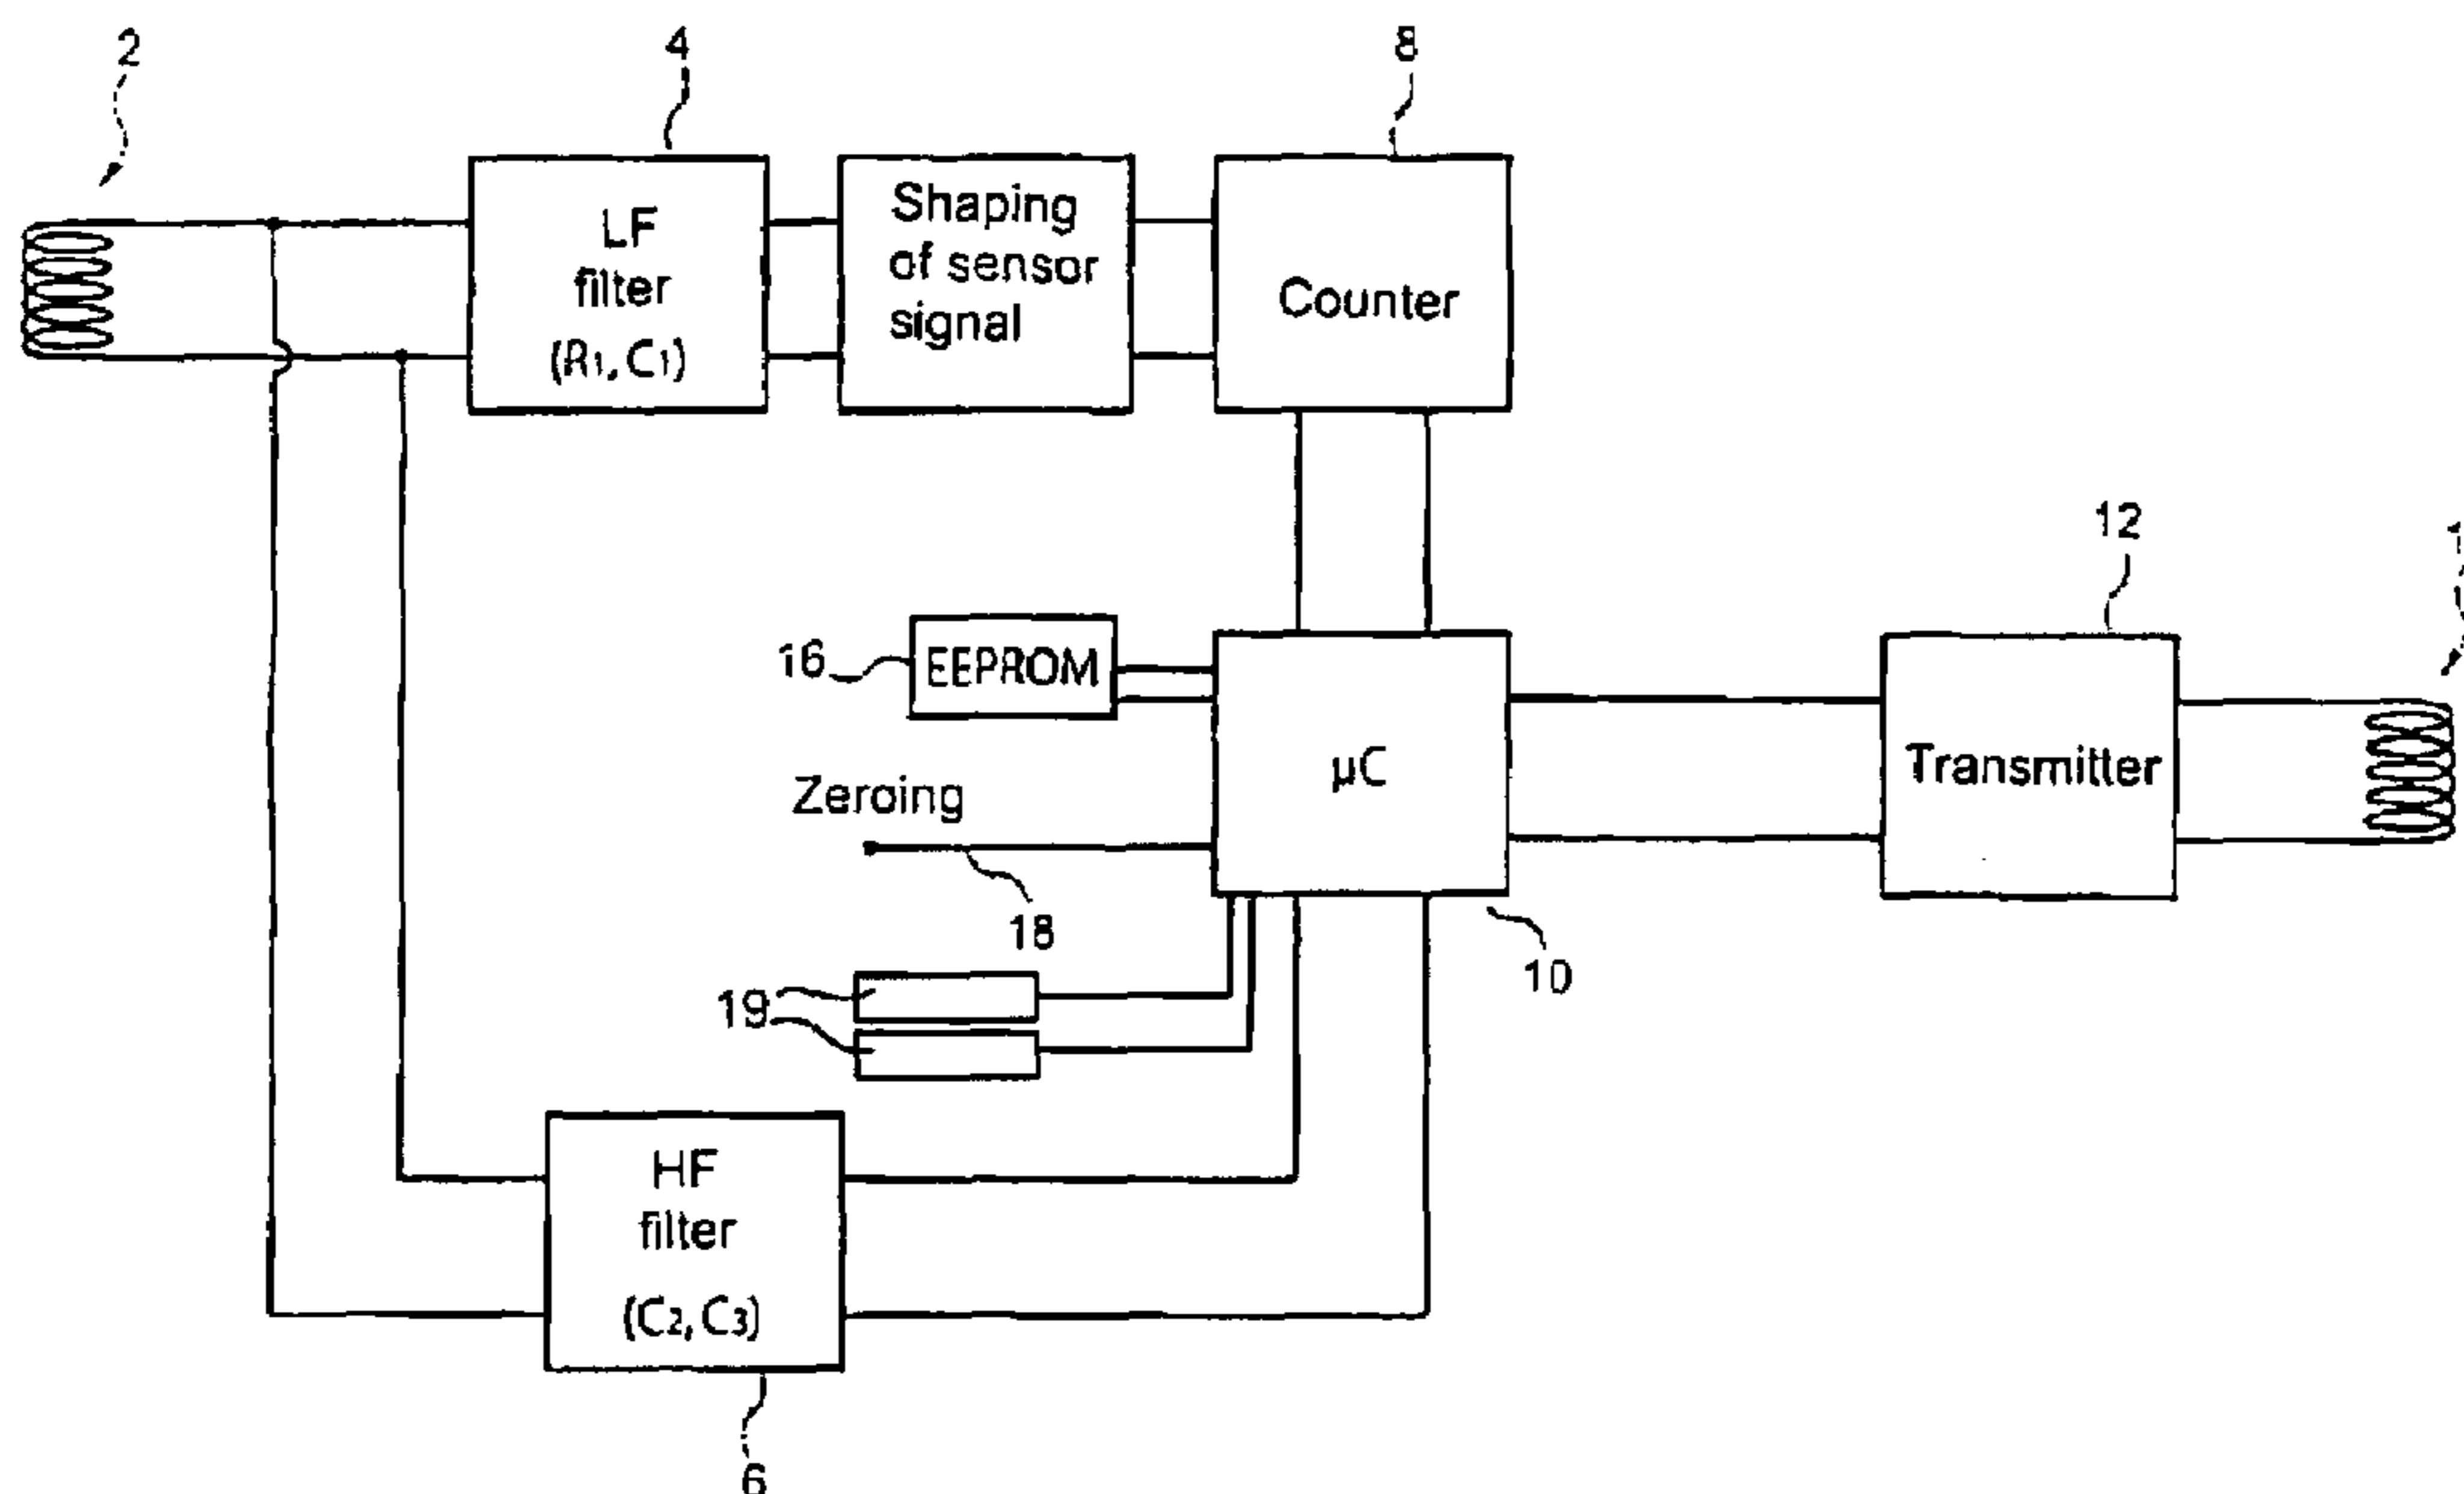 2
4
8
LF
filter
(R1, C1)
Shaping
of sensor
signal
Counter
12
16
EEPROM
µC
Transmitter
Zeroing
18
10
19
HF
filter
(C2, C3)
6